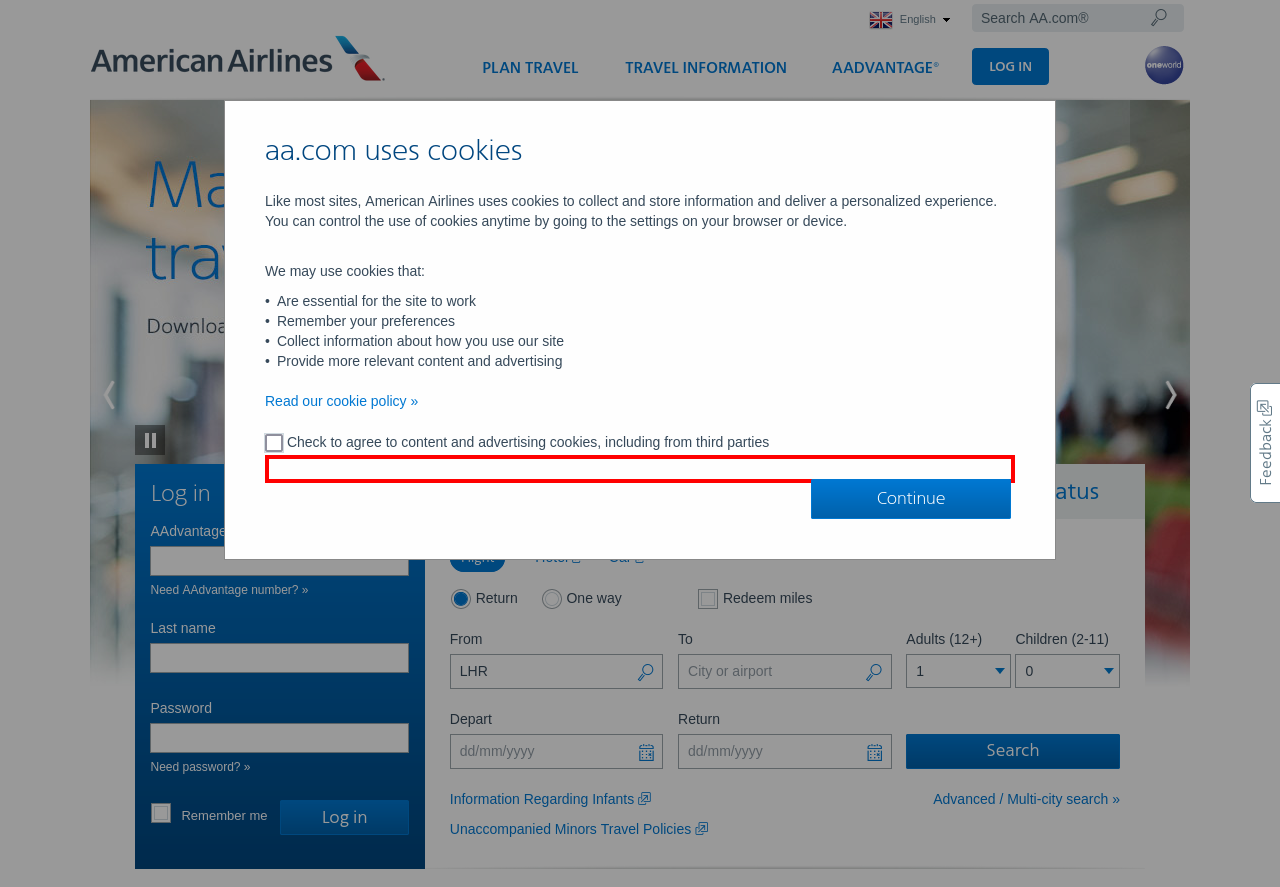 English
Search AA.com®
American Airlines
PLAN TRAVEL
TRAVEL INFORMATION
AADVANTAGE®
LOG IN
oneworld
Ma
trav
Downloa
aa.com uses cookies
Like most sites, American Airlines uses cookies to collect and store information and deliver a personalized experience.
You can control the use of cookies anytime by going to the settings on your browser or device.
We may use cookies that:
• Are essential for the site to work
• Remember your preferences
• Collect information about how you use our site
• Provide more relevant content and advertising
Read our cookie policy »
Check to agree to content and advertising cookies, including from third parties
Continue
Feedback
Log in
AAdvantage
Need AAdvantage number? »
Last name
Password
Need password? »
Remember me
Log in
atus
Flight
Hotel
Car
Return
One way
Redeem miles
From
To
Adults (12+)
Children (2-11)
LHR
City or airport
1
0
Depart
Return
dd/mm/yyyy
dd/mm/yyyy
Search
Information Regarding Infants
Advanced / Multi-city search »
Unaccompanied Minors Travel Policies